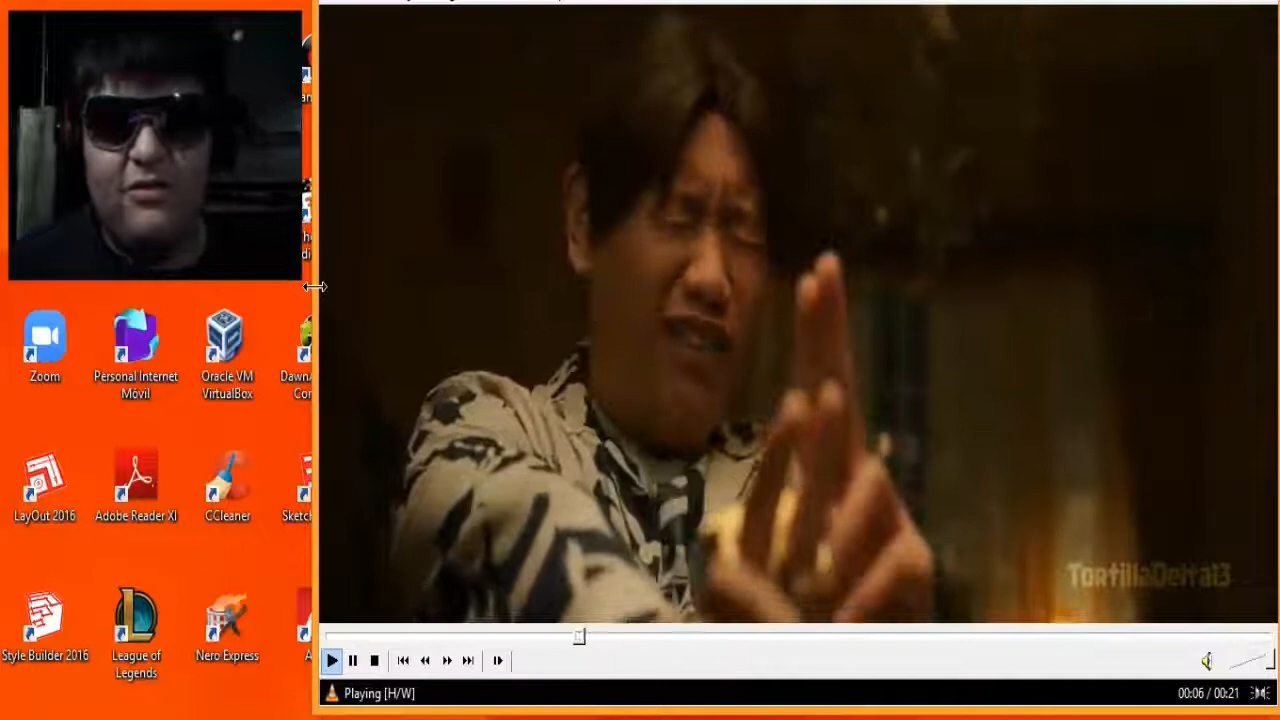 Zoom
Personal Internet
Móvil
Oracle VM
VirtualBox
LayOut 2016
Adobe Reader XI
CCleaner
Style Builder 2016
League of
Legends
Nero Express
TortillaDelta13
Playing [H/W]
00:06 / 00:21